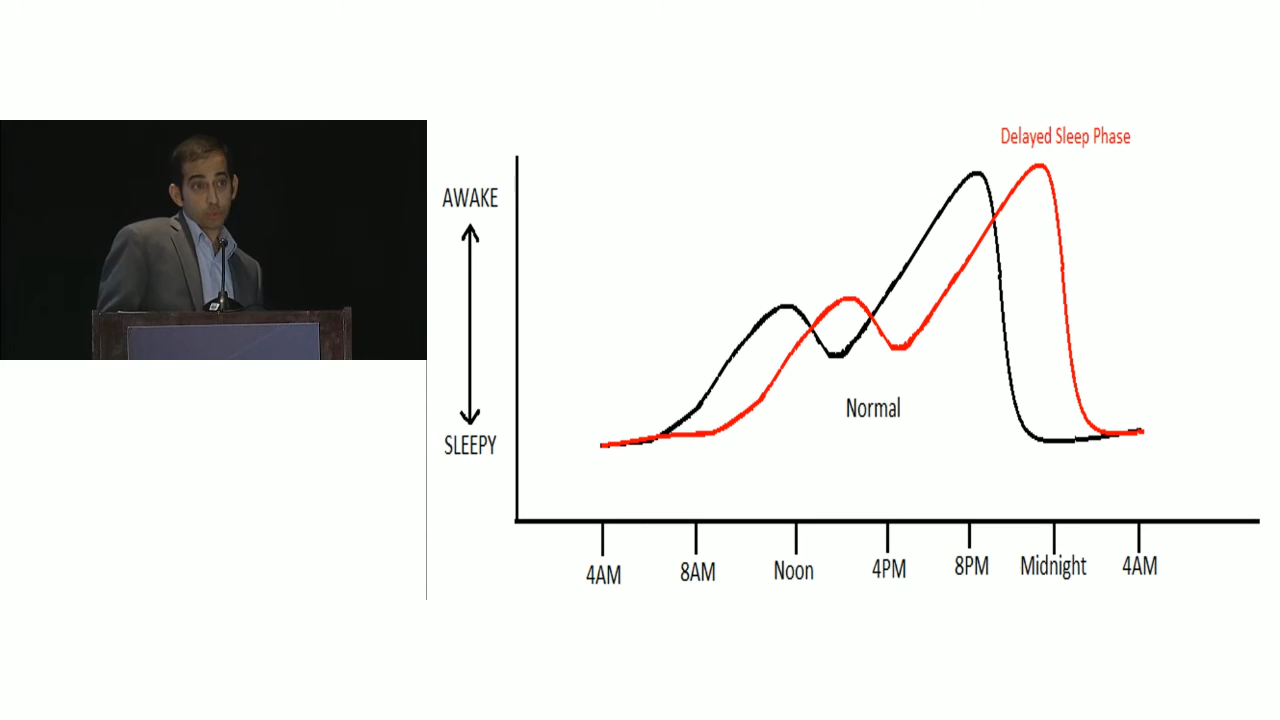 Delayed Sleep Phase
AWAKE
Normal
SLEEPY
4AM 8AM Noon 4PM 8PM Midnight 4AM